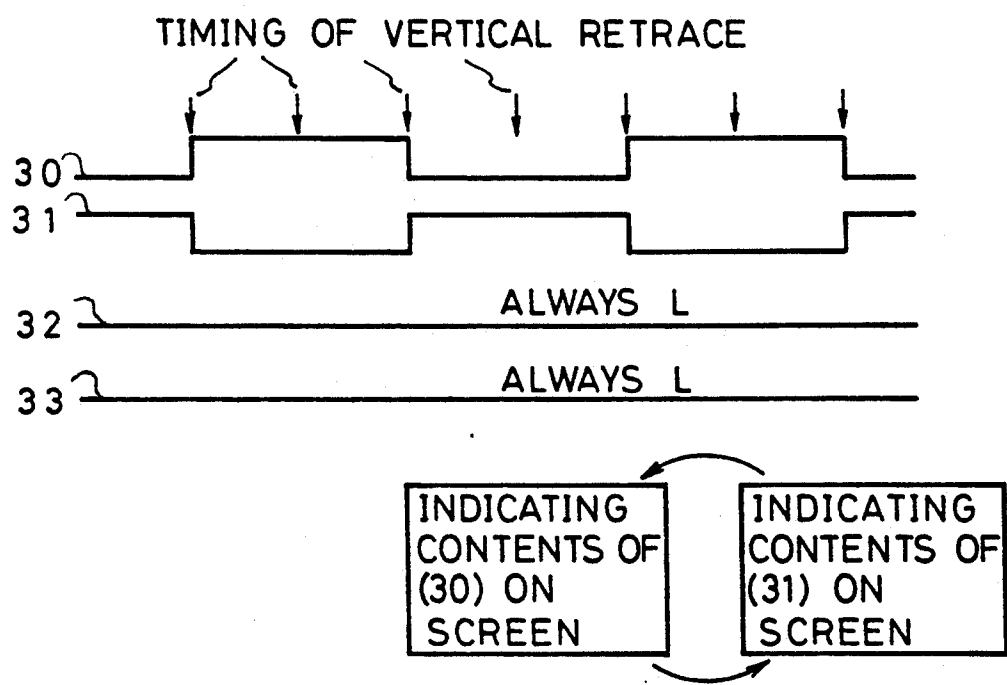 TIMING OF VERTICAL RETRACE
30
31
ALWAYS L
32
ALWAYS L
33
INDICATING
CONTENTS OF
(30) ON
SCREEN
INDICATING
CONTENTS OF
(31) ON
SCREEN